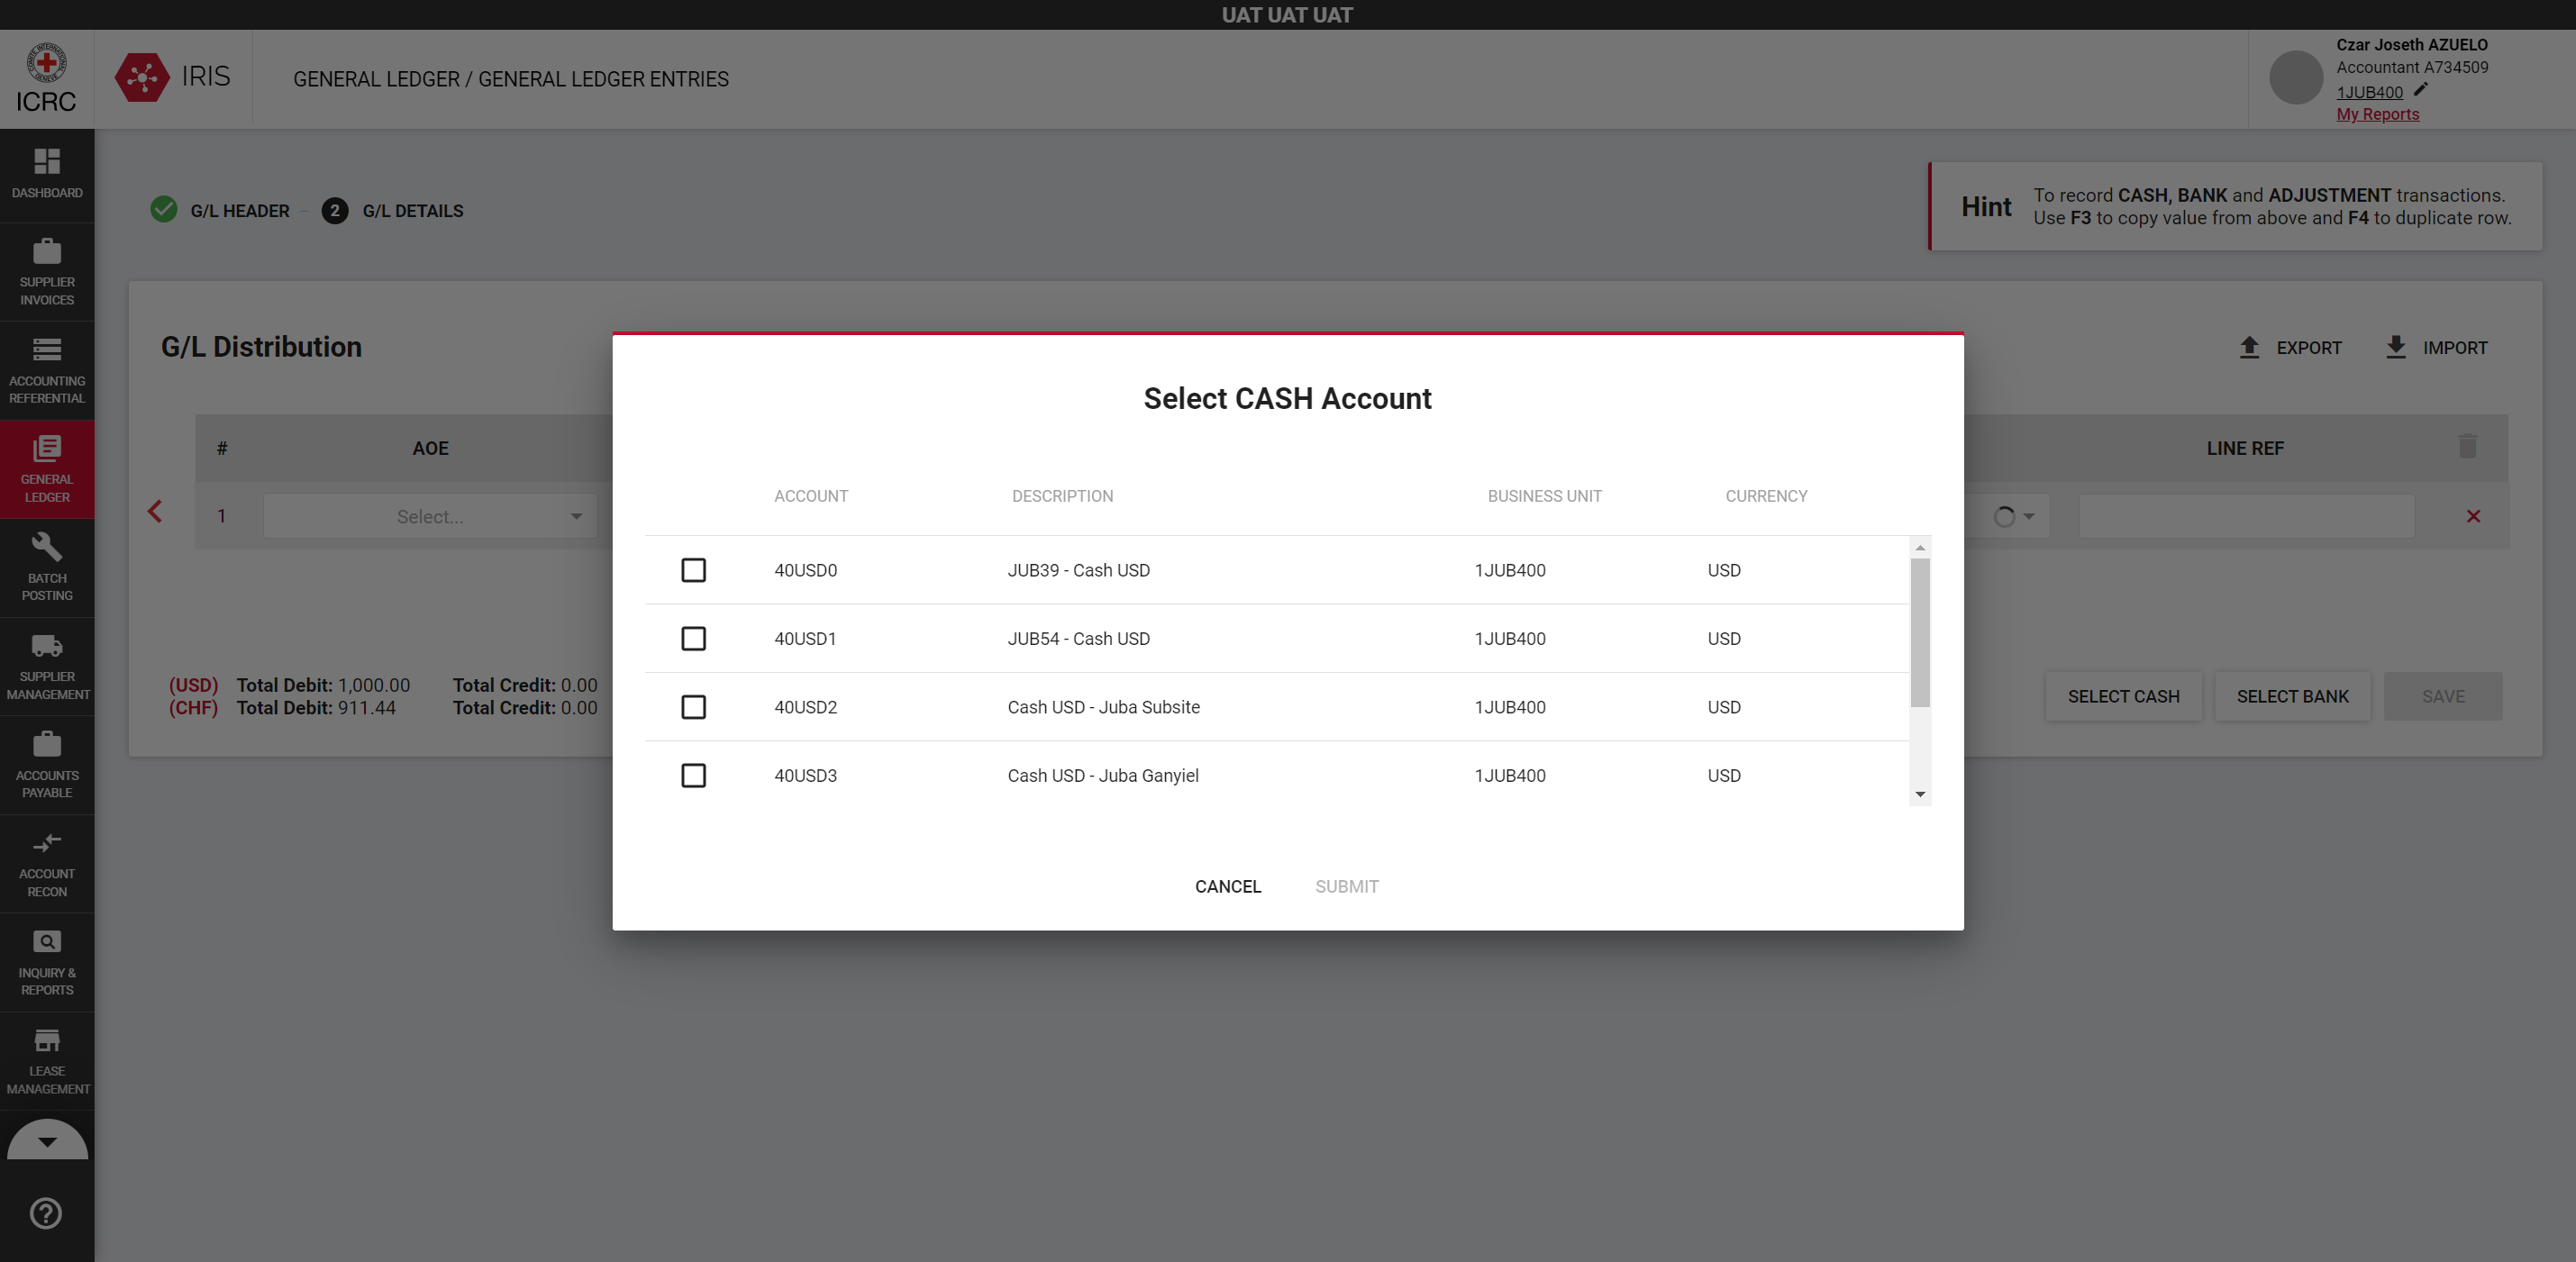 UAT UAT UAT
ICRC
IRIS
GENERAL LEDGER / GENERAL LEDGER ENTRIES
Czar Joseth AZUELO
Accountant A734509
1JUB400
My Reports
DASHBOARD
SUPPLIER
INVOICES
ACCOUNTING
REFERENTIAL
GENERAL
LEDGER
BATCH
POSTING
SUPPLIER
MANAGEMENT
ACCOUNTS
PAYABLE
ACCOUNT
RECON
INQUIRY &
REPORTS
LEASE
MANAGEMENT
G/L HEADER
2 G/L DETAILS
Hint
To record CASH, BANK and ADJUSTMENT transactions.
Use F3 to copy value from above and F4 to duplicate row.
G/L Distribution
EXPORT IMPORT
# AOE LINE REF
1 Select...
(USD) Total Debit: 1,000.00 Total Credit: 0.00
(CHF) Total Debit: 911.44 Total Credit: 0.00
SELECT CASH SELECT BANK SAVE
Select CASH Account
ACCOUNT DESCRIPTION BUSINESS UNIT CURRENCY
40USD0 JUB39 - Cash USD 1JUB400 USD
40USD1 JUB54 - Cash USD 1JUB400 USD
40USD2 Cash USD - Juba Subsite 1JUB400 USD
40USD3 Cash USD - Juba Ganyiel 1JUB400 USD
CANCEL SUBMIT